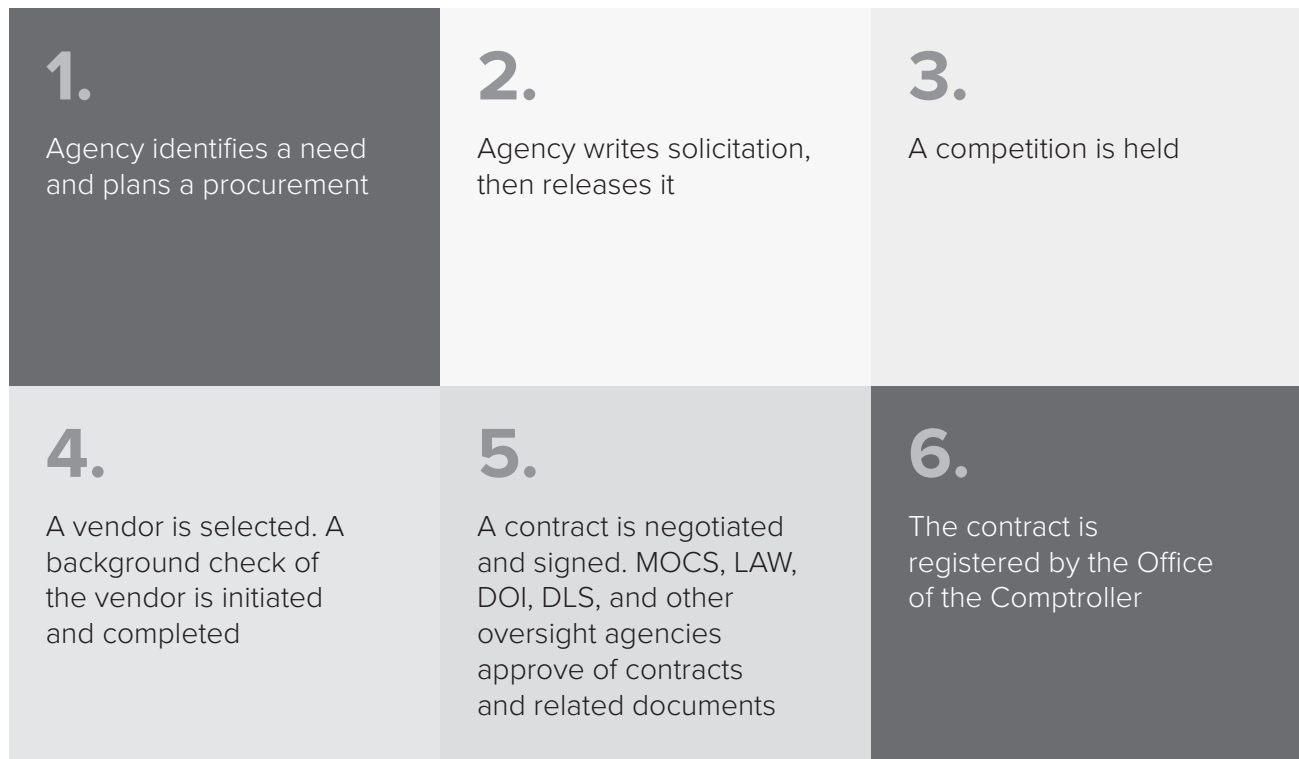 1.
Agency identifies a need
and plans a procurement
2.
Agency writes solicitation,
then releases it
3.
A competition is held
4.
A vendor is selected. A
background check of
the vendor is initiated
and completed
5.
A contract is negotiated
and signed. MOCS, LAW,
DOI, DLS, and other
oversight agencies
approve of contracts
and related documents
6.
The contract is
registered by the Office
of the Comptroller